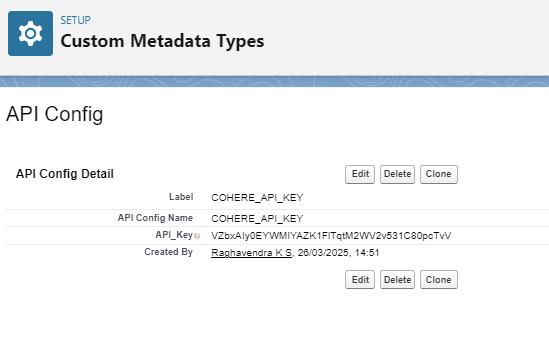 SETUP
Custom Metadata Types
API Config
API Config Detail
Edit Delete Clone
Label COHERE_API_KEY
API Config Name COHERE_API_KEY
API_Key VZbxAIy0EYWMIYAZK1FITqtM2WV2v531C80pcTvV
Created By Raghavendra K S, 26/03/2025, 14:51
Edit Delete Clone